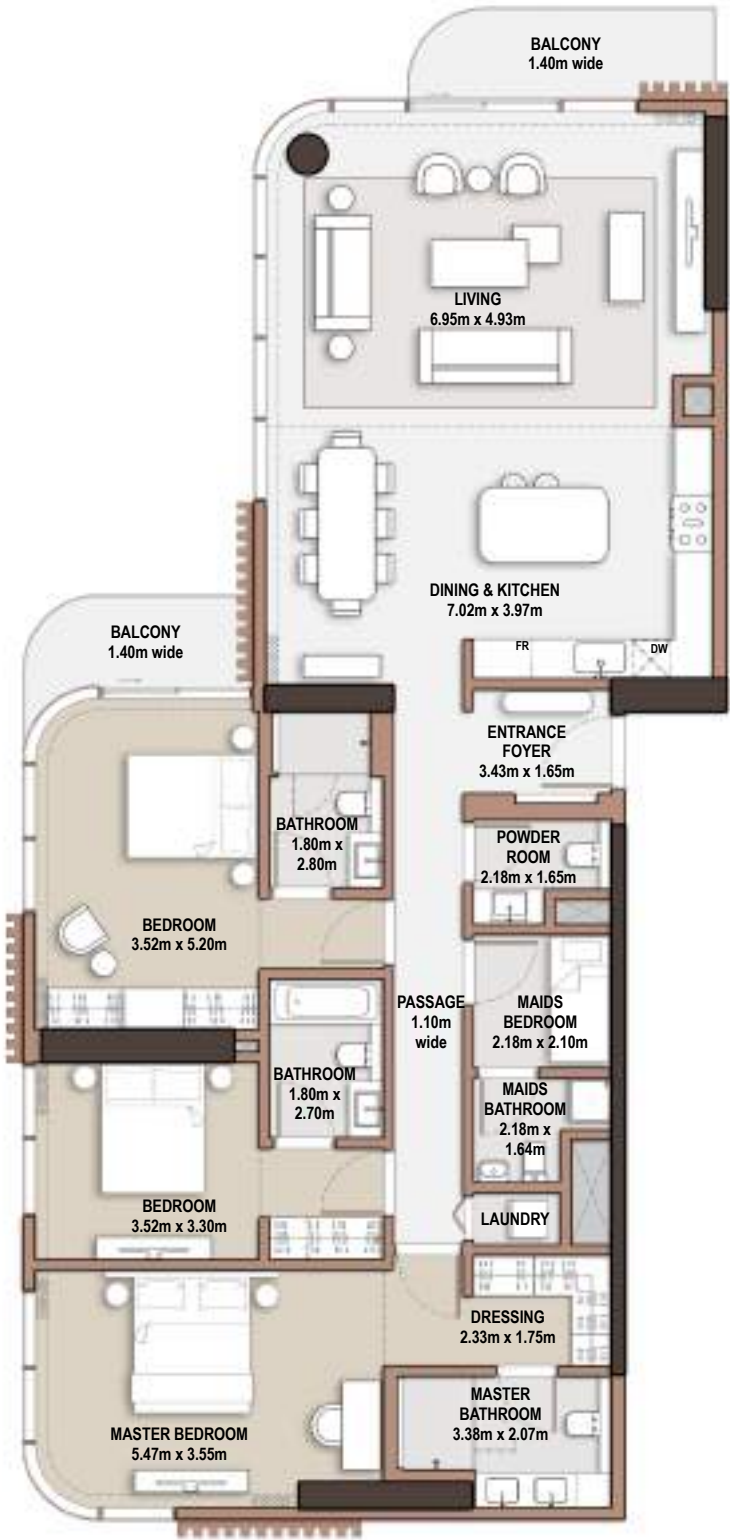 BALCONY
1.40m wide
LIVING
6.95m x 4.93m
DINING & KITCHEN
7.02m x 3.97m
FR
DW
BALCONY
1.40m wide
ENTRANCE
FOYER
3.43m x 1.65m
BATHROOM
1.80m x
2.80m
POWDER
ROOM
2.18m x 1.65m
BEDROOM
3.52m x 5.20m
PASSAGE
1.10m
wide
MAIDS
BEDROOM
2.18m x 2.10m
BATHROOM
1.80m x
2.70m
MAIDS
BATHROOM
2.18m x
1.64m
BEDROOM
3.52m x 3.30m
LAUNDRY
DRESSING
2.33m x 1.75m
MASTER BEDROOM
5.47m x 3.55m
MASTER
BATHROOM
3.38m x 2.07m